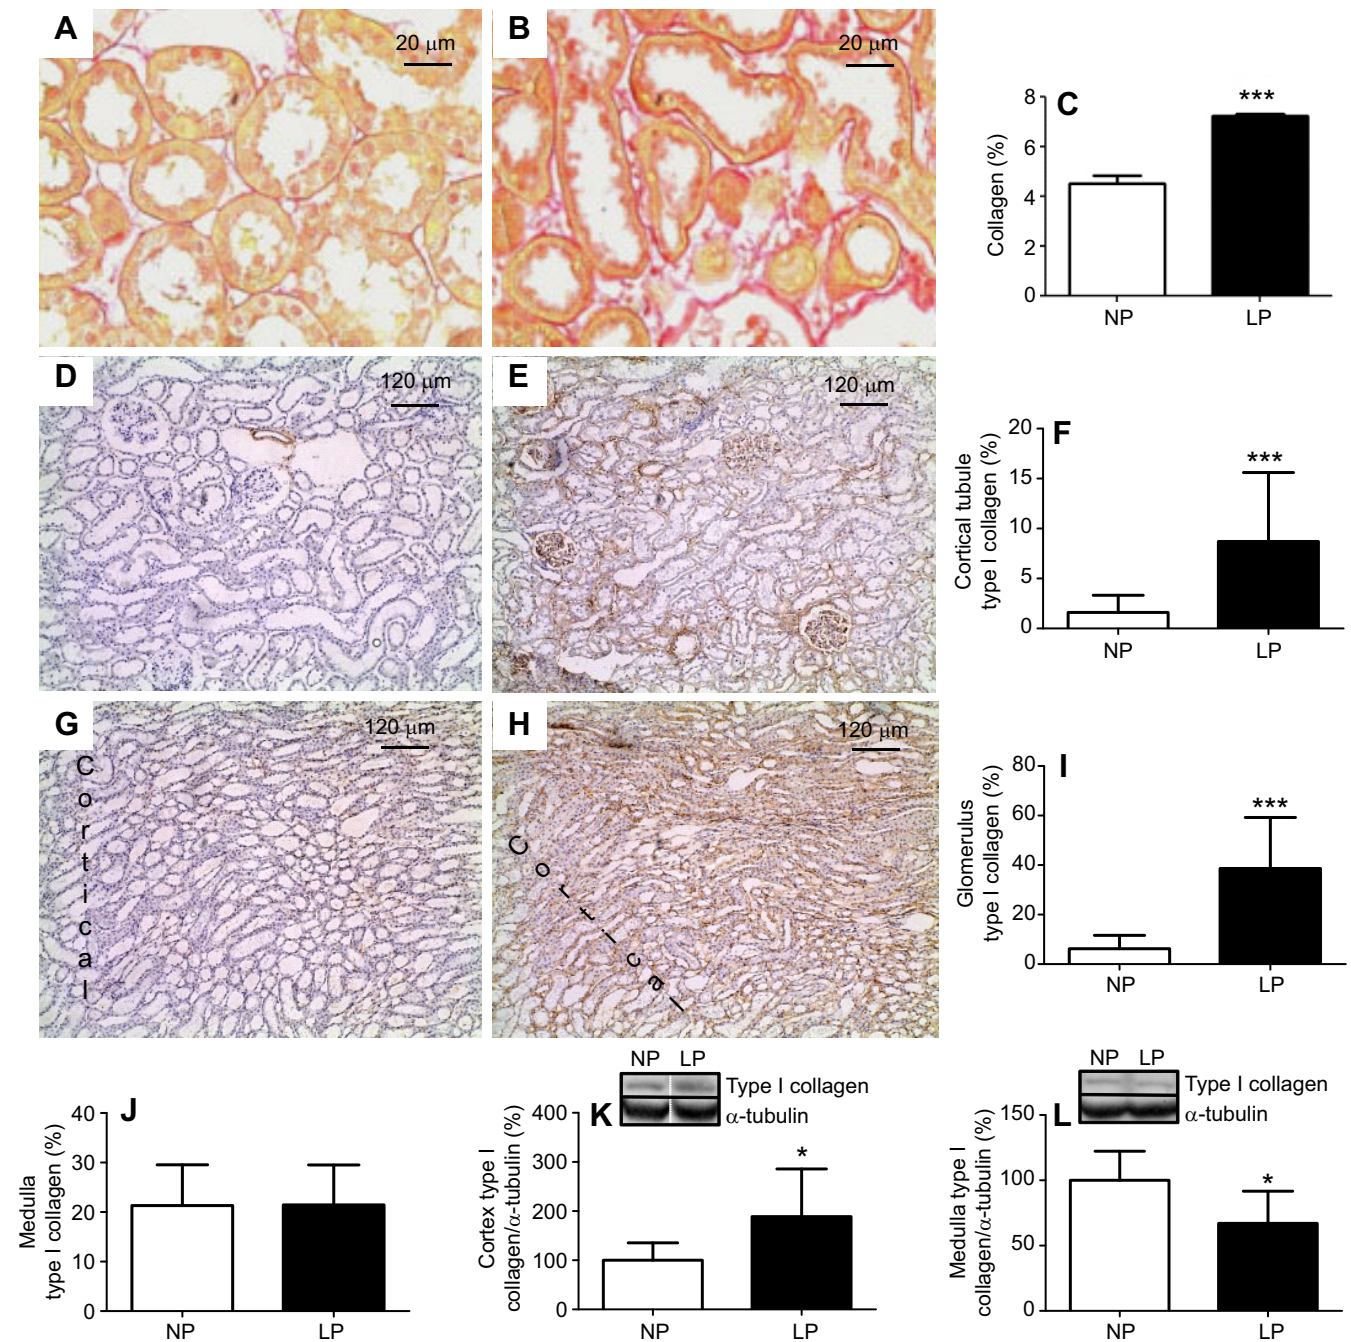 A
20 μm
B
20 μm
C
Collagen (%)
8
6
4
2
0
***
NP
LP
D
120 μm
E
120 μm
F
Cortical tubule
type I collagen (%)
20
15
10
5
0
***
NP
LP
G
120 μm
Cortical
H
120 μm
Cortical
I
Glomerulus
type I collagen (%)
80
60
40
20
0
***
NP
LP
J
Medulla
type I collagen (%)
40
30
20
10
0
NP
LP
K
NP LP
Type I collagen
α-tubulin
Cortex type I
collagen/α-tubulin (%)
400
300
200
100
0
*
NP
LP
L
NP LP
Type I collagen
α-tubulin
Medulla type I
collagen/α-tubulin (%)
150
100
50
0
*
NP
LP